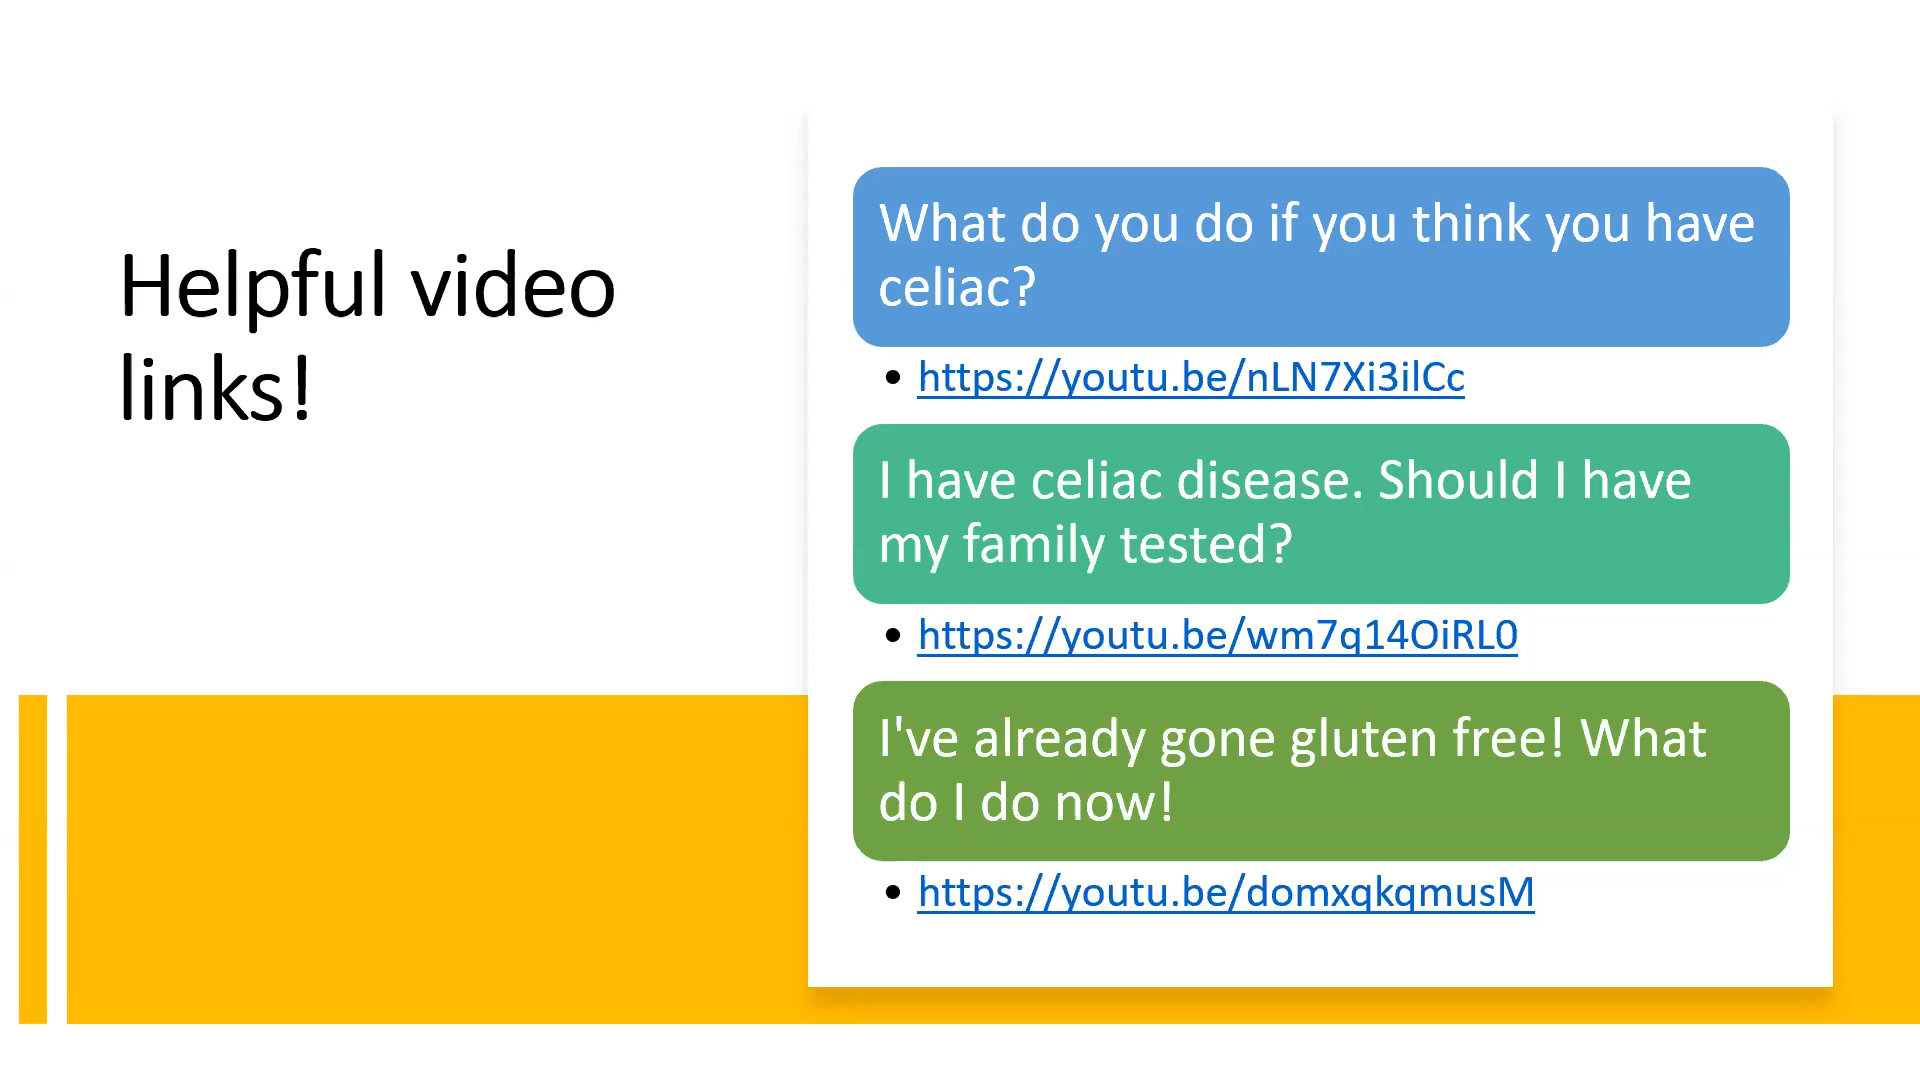 Helpful video
links!
What do you do if you think you have
celiac?
• https://youtu.be/nLN7Xi3ilCc
I have celiac disease. Should I have
my family tested?
• https://youtu.be/wm7q14OiRL0
I've already gone gluten free! What
do I do now!
• https://youtu.be/domxqkqmusM